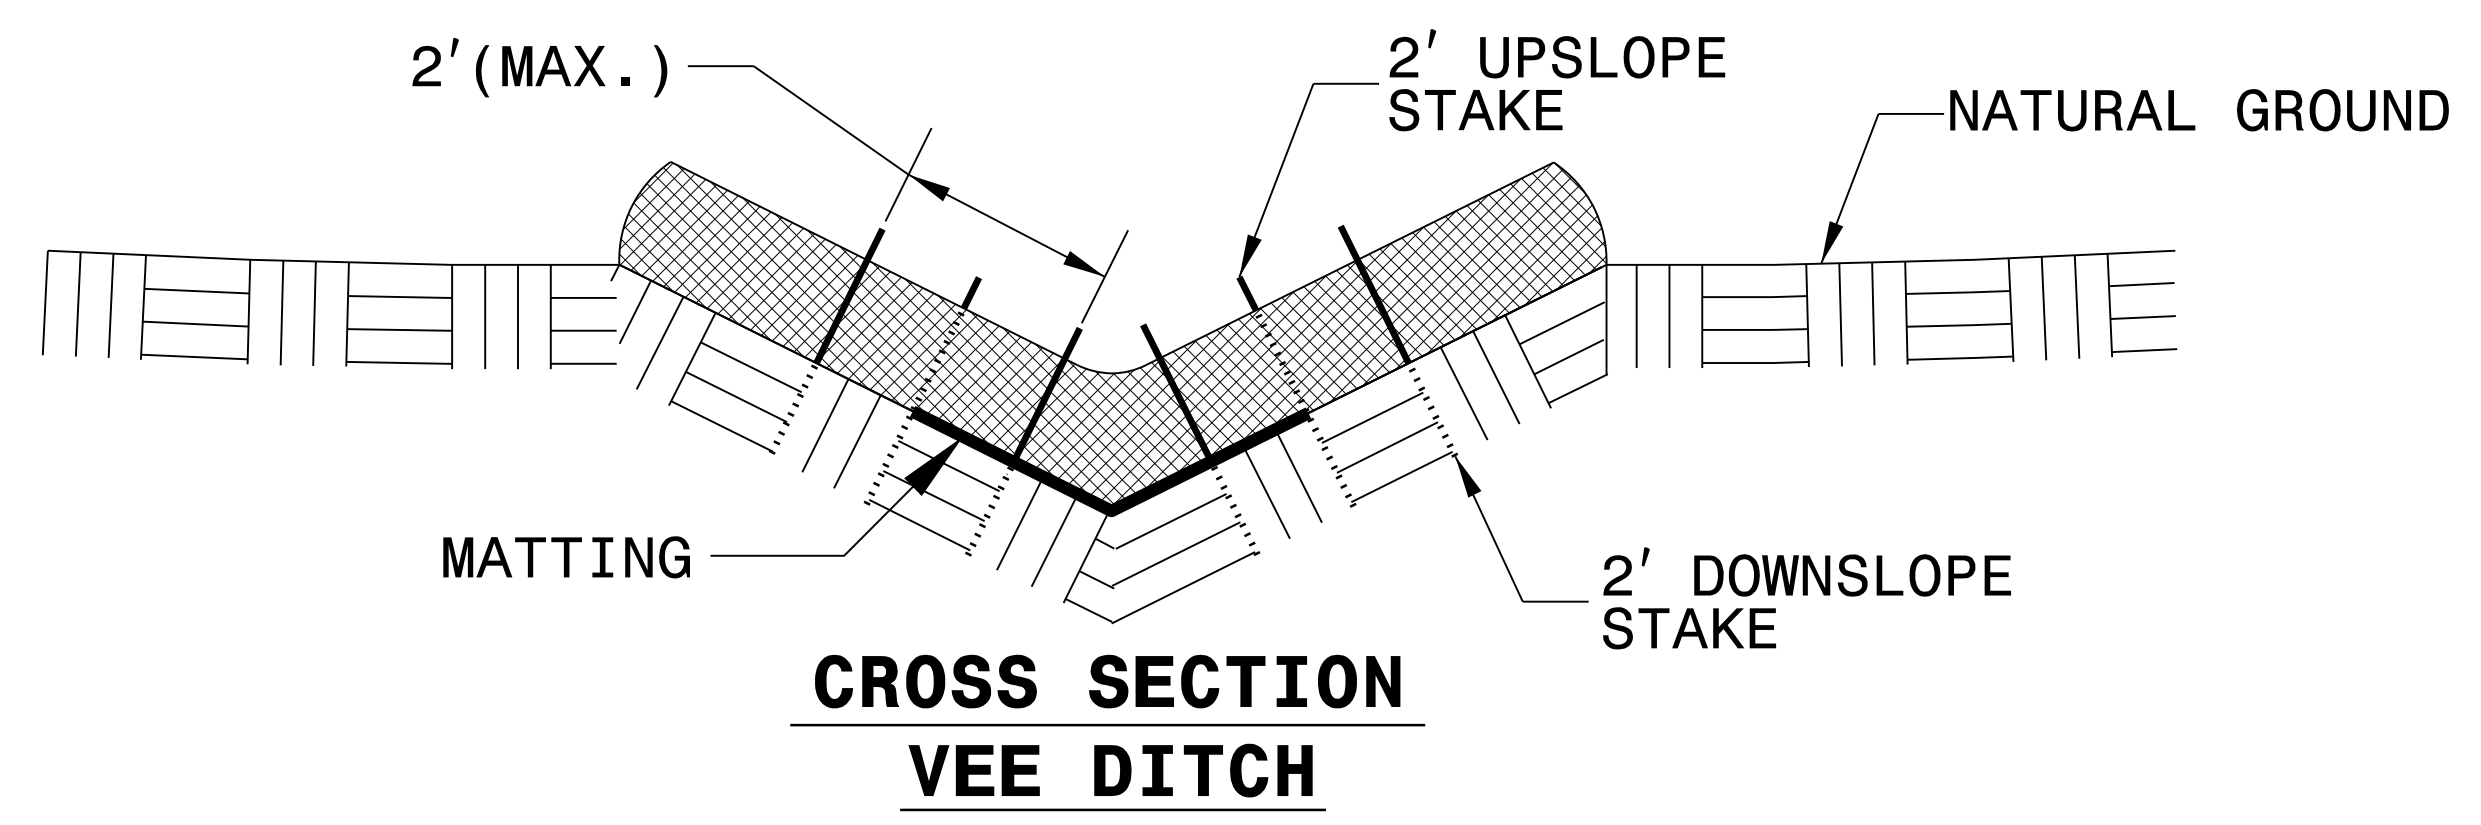 2'(MAX.)
2' UPSLOPE
STAKE
NATURAL GROUND
MATTING
2' DOWNSLOPE
STAKE
CROSS SECTION
VEE DITCH